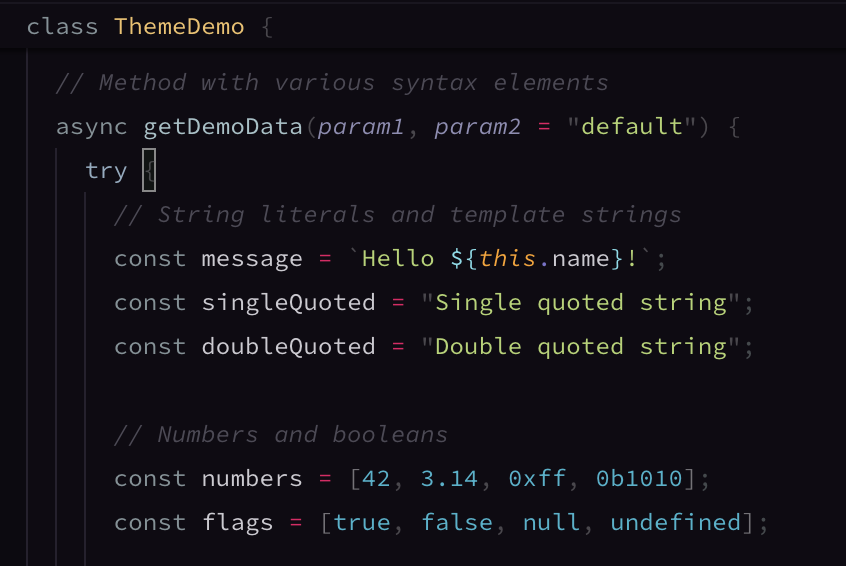 class ThemeDemo {
// Method with various syntax elements
async getDemoData(param1, param2 = "default") {
try {
// String literals and template strings
const message = `Hello ${this.name}!`;
const singleQuoted = "Single quoted string";
const doubleQuoted = "Double quoted string";
// Numbers and booleans
const numbers = [42, 3.14, 0xff, 0b1010];
const flags = [true, false, null, undefined];